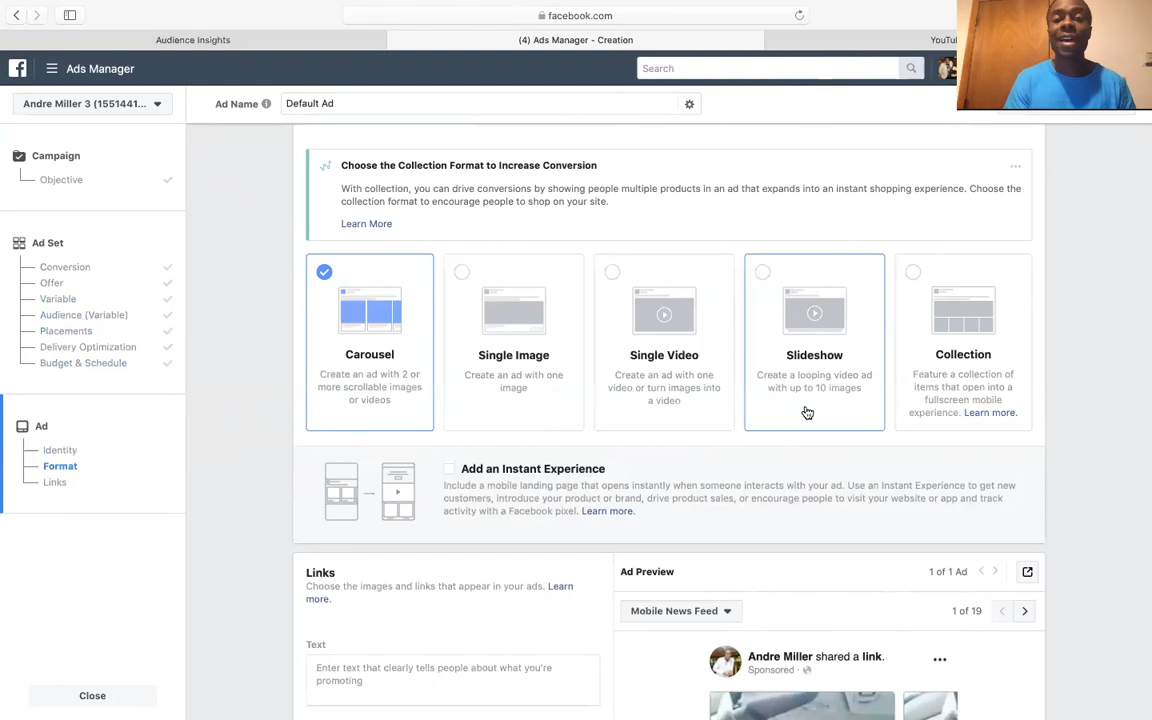 facebook.com
Audience Insights
(4) Ads Manager - Creation
YouTu
Ads Manager
Search
Andre Miller 3 (1551441...
Ad Name
Default Ad
Campaign
Objective
Ad Set
Conversion
Offer
Variable
Audience (Variable)
Placements
Delivery Optimization
Budget & Schedule
Ad
Identity
Format
Links
Close
Choose the Collection Format to Increase Conversion
With collection, you can drive conversions by showing people multiple products in an ad that expands into an instant shopping experience. Choose the
collection format to encourage people to shop on your site.
Learn More
Carousel
Create an ad with 2 or
more scrollable images
or videos
Single Image
Create an ad with one
image
Single Video
Create an ad with one
video or turn images into
a video
Slideshow
Create a looping video ad
with up to 10 images
Collection
Feature a collection of
items that open into a
fullscreen mobile
experience. Learn more.
Add an Instant Experience
Include a mobile landing page that opens instantly when someone interacts with your ad. Use an Instant Experience to get new
customers, introduce your product or brand, drive product sales, or encourage people to visit your website or app and track
activity with a Facebook pixel. Learn more.
Links
Choose the images and links that appear in your ads. Learn
more.
Text
Enter text that clearly tells people about what you're
promoting
Ad Preview
1 of 1 Ad
Mobile News Feed
1 of 19
Andre Miller shared a link.
Sponsored ·